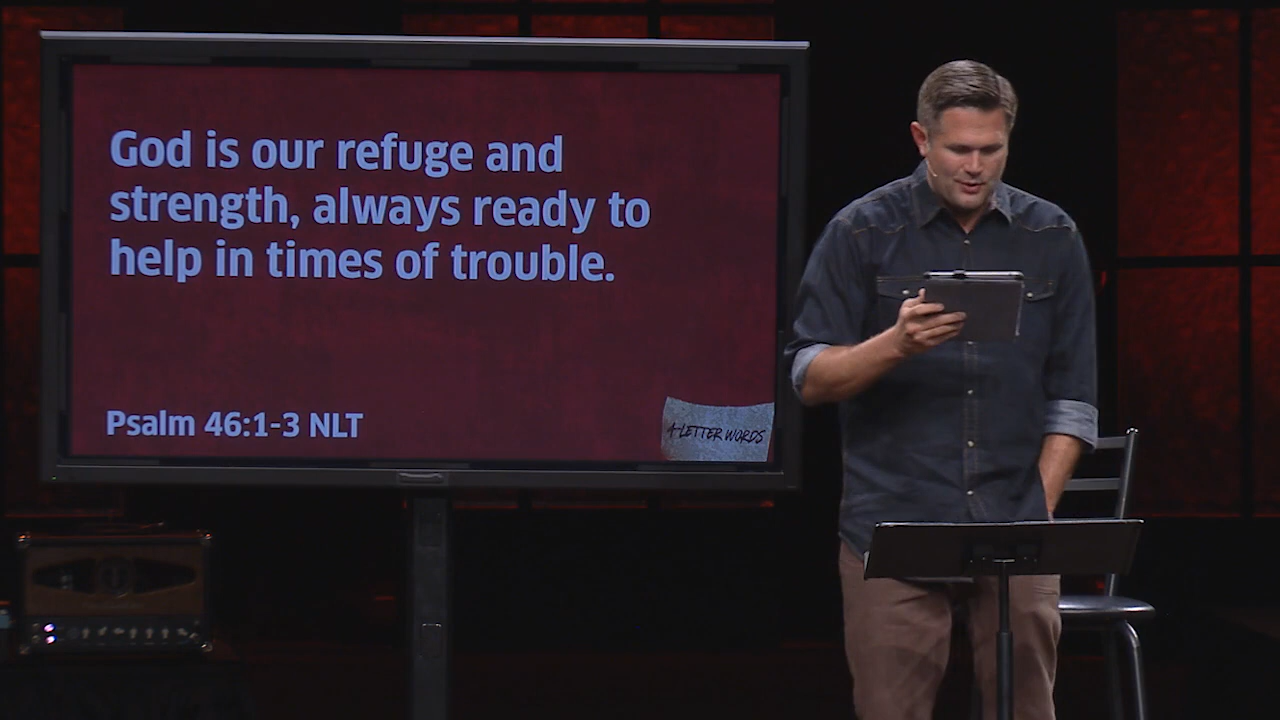 God is our refuge and
strength, always ready to
help in times of trouble.
Psalm 46:1-3 NLT
4-LETTER WORDS